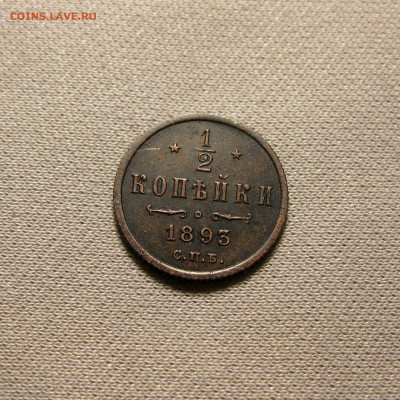 COINS.LAVE.RU
* 1/2 *
КОПѢЙКИ
1893
С.П.Б.